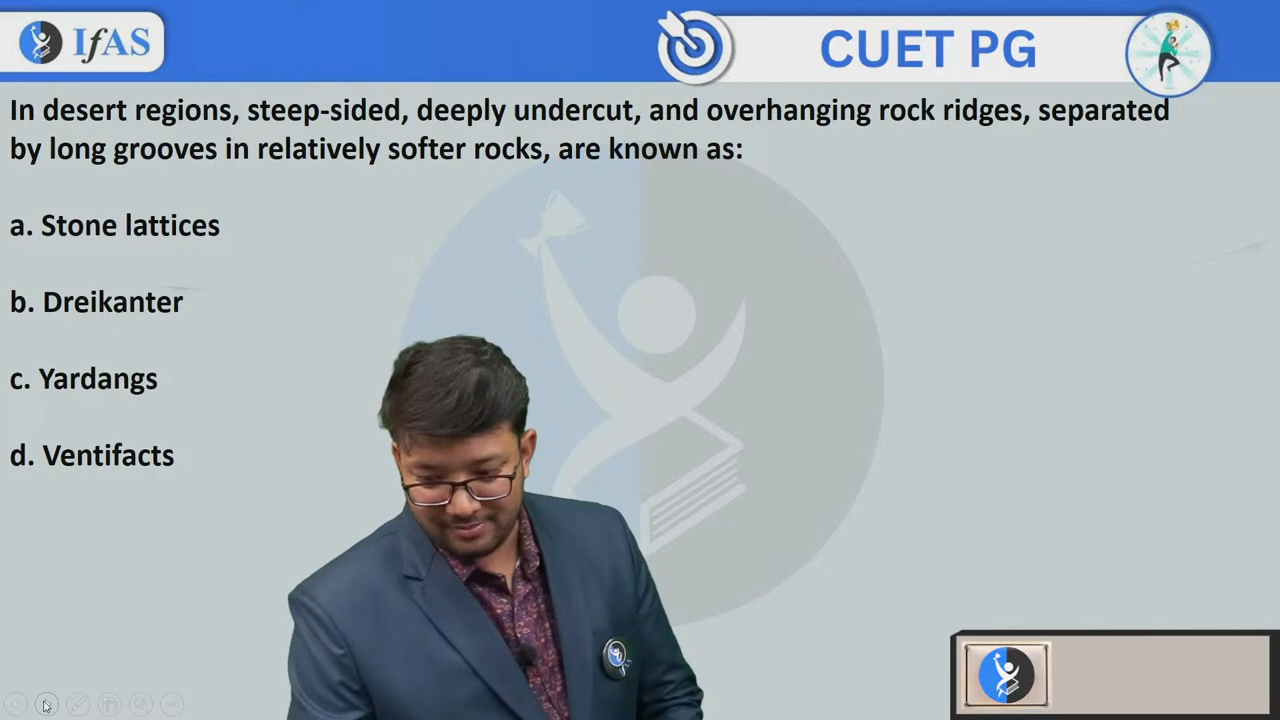 IfAS
CUET PG
In desert regions, steep-sided, deeply undercut, and overhanging rock ridges, separated
by long grooves in relatively softer rocks, are known as:
a. Stone lattices
b. Dreikanter
c. Yardangs
d. Ventifacts